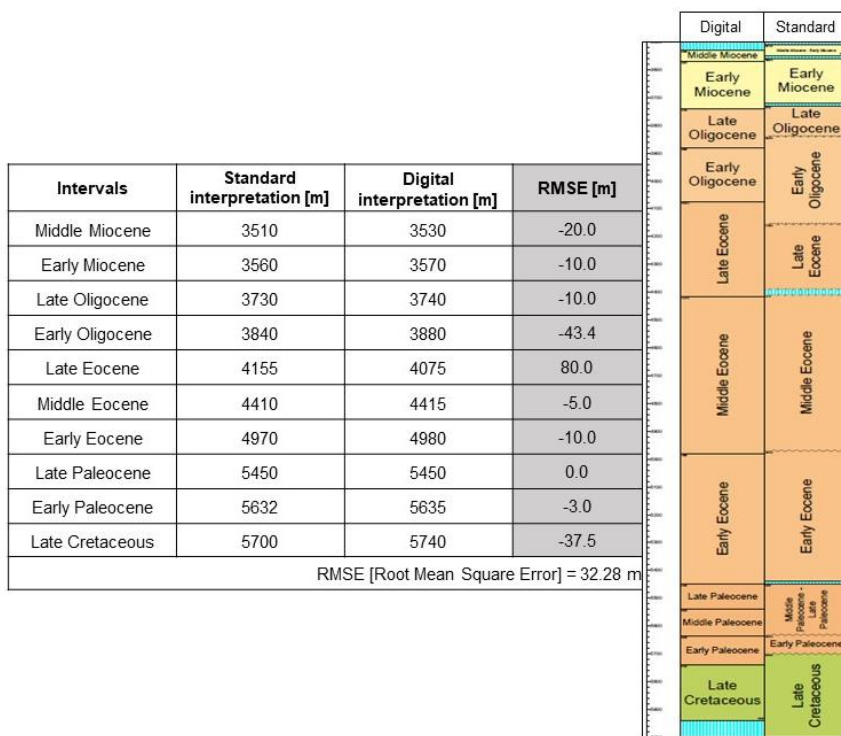 Digital Standard
Intervals Standard interpretation [m] Digital interpretation [m] RMSE [m]
Middle Miocene 3510 3530 -20.0
Early Miocene 3560 3570 -10.0
Late Oligocene 3730 3740 -10.0
Early Oligocene 3840 3880 -43.4
Late Eocene 4155 4075 80.0
Middle Eocene 4410 4415 -5.0
Early Eocene 4970 4980 -10.0
Late Paleocene 5450 5450 0.0
Early Paleocene 5632 5635 -3.0
Late Cretaceous 5700 5740 -37.5
RMSE [Root Mean Square Error] = 32.28 m
Middle Miocene
Early
Miocene
Late
Oligocene
Early
Oligocene
Late Eocene
Middle Eocene
Early Eocene
Late Paleocene
Middle Paleocene
Early Paleocene
Late
Cretaceous
Middle Miocene - Early Miocene
Early
Miocene
Late
Oligocene
Early
Oligocene
Late
Eocene
Middle Eocene
Early Eocene
Middle
Paleocene -
Late
Paleocene
Early Paleocene
Late
Cretaceous